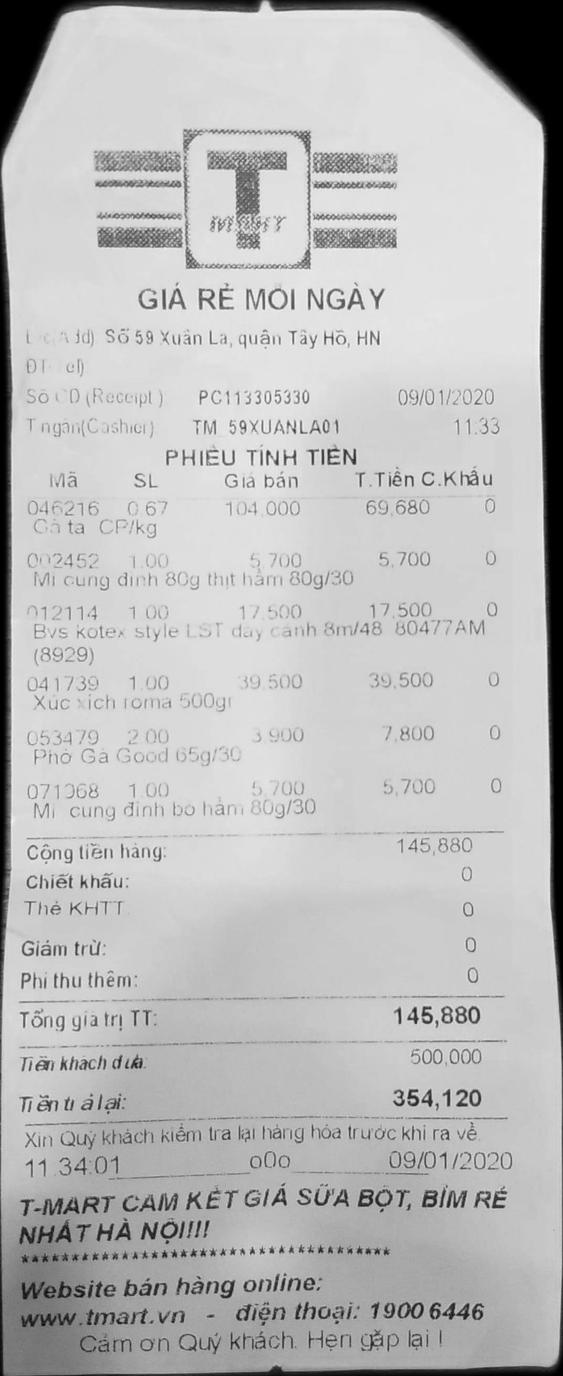 T
MART
GIÁ RẺ MỖI NGÀY
Số 59 Xuân La, quận Tây Hồ, HN
ĐT
Số CD (Receipt ) PC113305330 09/01/2020
T ngân(Cashier) TM 59XUANLA01 11:33
PHIẾU TÍNH TIỀN
Mã SL Giá bán T.Tiền C.Khấu
046216 0.67 104,000 69,680 0
Gà ta CP/kg
002452 1.00 5,700 5,700 0
Mì cung đình 80g thịt hầm 80g/30
012114 1.00 17,500 17,500 0
Bvs kotex style LST dày cánh 8m/48 80477AM
(8929)
041739 1.00 39,500 39,500 0
Xúc xích roma 500gr
053479 2.00 3,900 7,800 0
Phở Gà Good 65g/30
071068 1.00 5,700 5,700 0
Mì cung đình bò hầm 80g/30
Cộng tiền hàng: 145,880
Chiết khấu: 0
Thẻ KHTT 0
Giảm trừ: 0
Phí thu thêm: 0
Tổng giá trị TT: 145,880
Tiền khách đưa: 500,000
Tiền trả lại: 354,120
Xin Quý khách kiểm tra lại hàng hóa trước khi ra về.
11:34:01 o0o 09/01/2020
T-MART CAM KẾT GIÁ SỮA BỘT, BỈM RẺ
NHẤT HÀ NỘI!!!
**************************************
Website bán hàng online:
www.tmart.vn - điện thoại: 1900 6446
Cảm ơn Quý khách. Hẹn gặp lại !